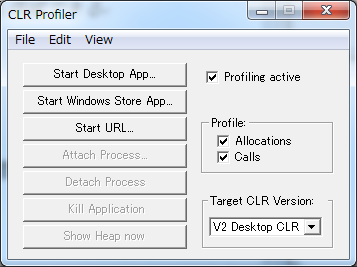 CLR Profiler
File Edit View
Start Desktop App...
Start Windows Store App...
Start URL...
Attach Process...
Detach Process
Kill Application
Show Heap now
Profiling active
Profile:
Allocations
Calls
Target CLR Version:
V2 Desktop CLR